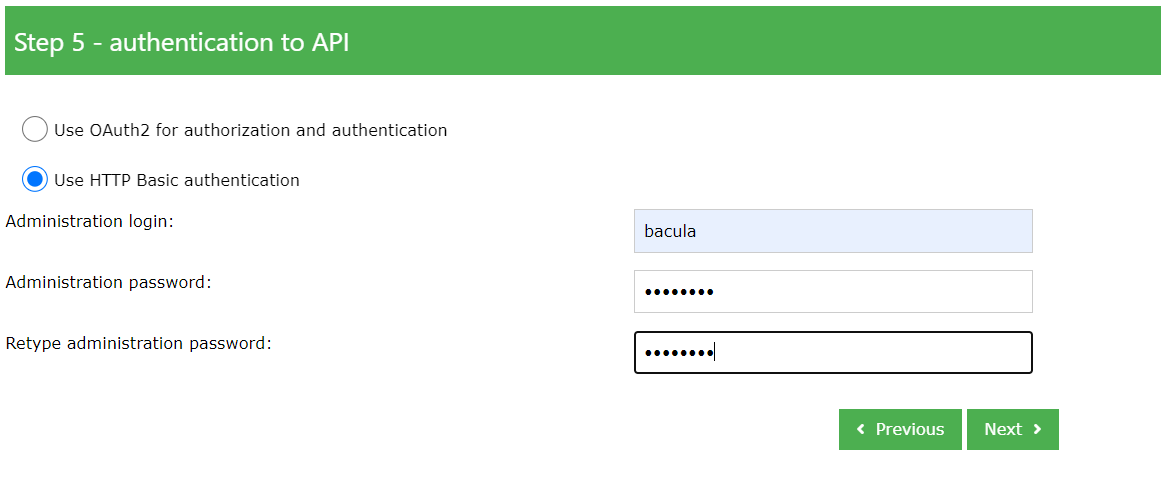 Step 5 - authentication to API
Use OAuth2 for authorization and authentication
Use HTTP Basic authentication
Administration login:
bacula
Administration password:
••••••••
Retype administration password:
••••••••
Previous
Next